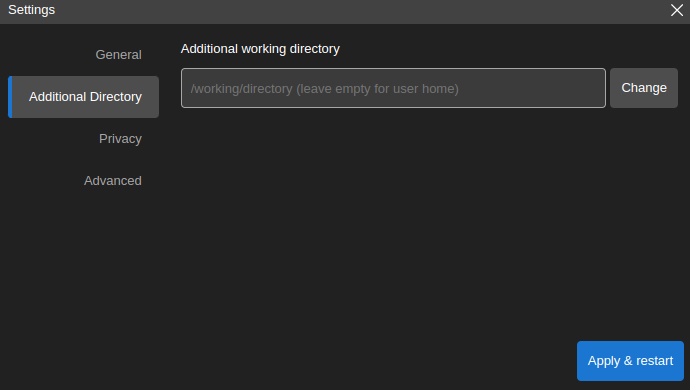 Settings
General
Additional Directory
Privacy
Advanced
Additional working directory
/working/directory (leave empty for user home)
Change
Apply & restart